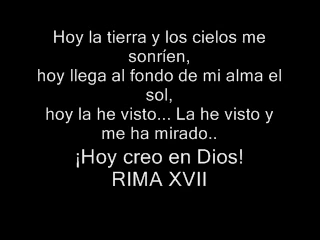 Hoy la tierra y los cielos me
sonríen,
hoy llega al fondo de mi alma el
sol,
hoy la he visto... La he visto y
me ha mirado..
¡Hoy creo en Dios!
RIMA XVII